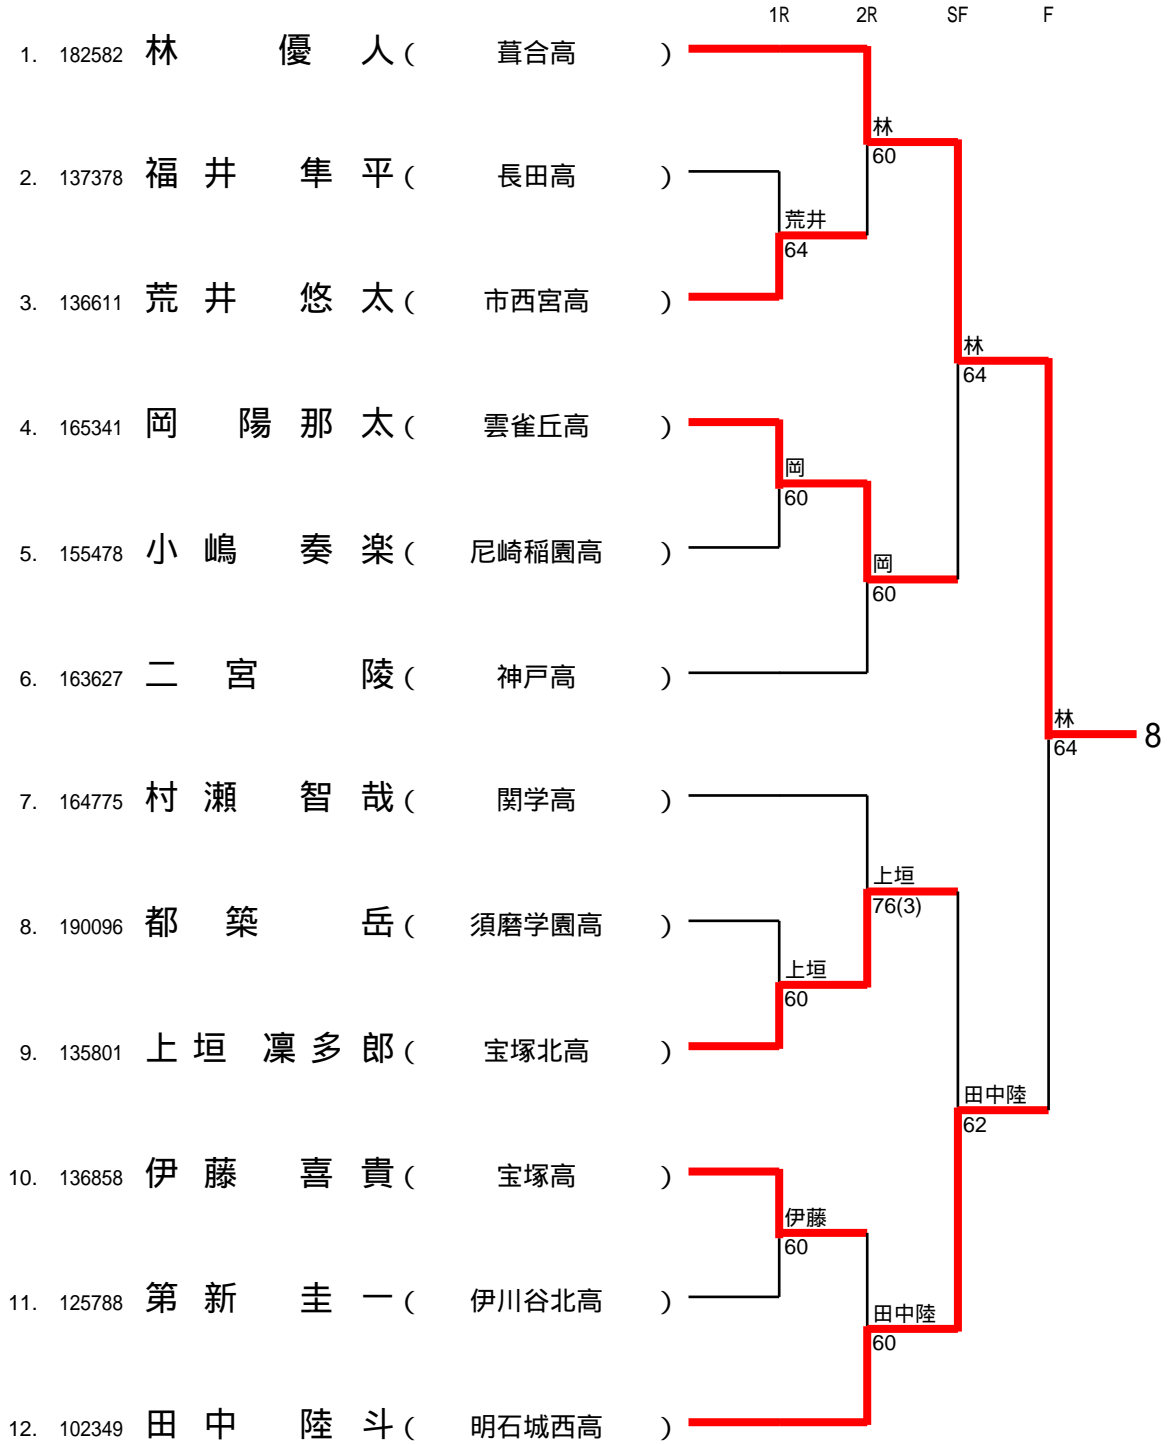 1R 2R SF F
1. 182582 林 優 人 ( 葺合高 )
林
60
2. 137378 福 井 隼 平 ( 長田高 )
荒井
64
3. 136611 荒 井 悠 太 ( 市西宮高 )
林
64
4. 165341 岡 陽 那 太 ( 雲雀丘高 )
岡
60
5. 155478 小 嶋 奏 楽 ( 尼崎稲園高 )
岡
60
6. 163627 二 宮 陵 ( 神戸高 )
林
64
8
7. 164775 村 瀬 智 哉 ( 関学高 )
上垣
76(3)
8. 190096 都 築 岳 ( 須磨学園高 )
上垣
60
9. 135801 上 垣 凜 多 郎 ( 宝塚北高 )
田中陸
62
10. 136858 伊 藤 喜 貴 ( 宝塚高 )
伊藤
60
11. 125788 第 新 圭 一 ( 伊川谷北高 )
田中陸
60
12. 102349 田 中 陸 斗 ( 明石城西高 )